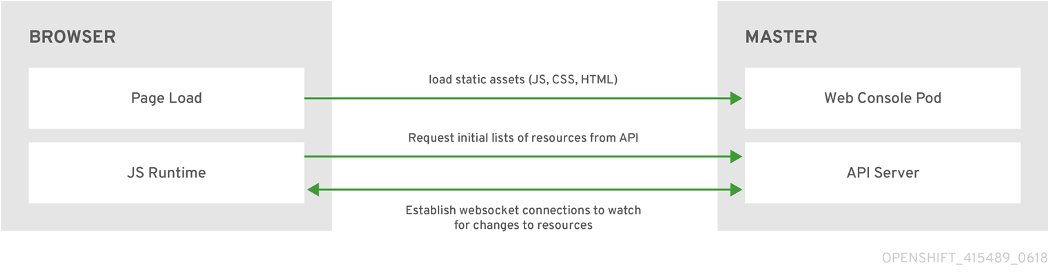 BROWSER
MASTER
load static assets (JS, CSS, HTML)
Page Load
Web Console Pod
Request initial lists of resources from API
JS Runtime
API Server
Establish websocket connections to watch
for changes to resources
OPENSHIFT_415489_0618